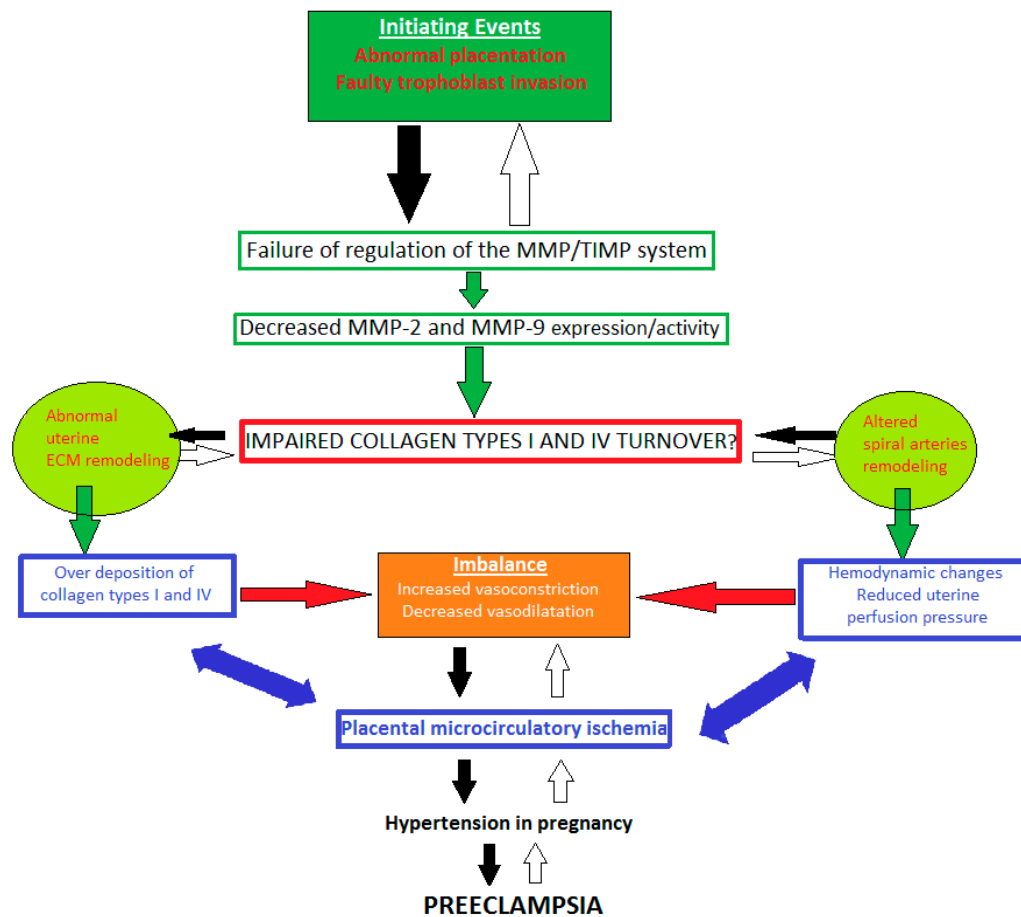 Initiating Events
Abnormal placentation
Faulty trophoblast invasion
Failure of regulation of the MMP/TIMP system
Decreased MMP-2 and MMP-9 expression/activity
Abnormal
uterine
ECM remodeling
IMPAIRED COLLAGEN TYPES I AND IV TURNOVER?
Altered
spiral arteries
remodeling
Over deposition of
collagen types I and IV
Imbalance
Increased vasoconstriction
Decreased vasodilatation
Hemodynamic changes
Reduced uterine
perfusion pressure
Placental microcirculatory ischemia
Hypertension in pregnancy
PREECLAMPSIA